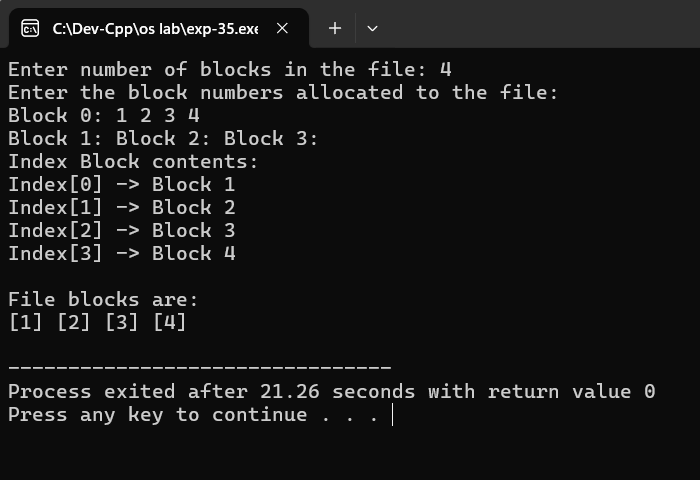 C:\Dev-Cpp\os lab\exp-35.exe
Enter number of blocks in the file: 4
Enter the block numbers allocated to the file:
Block 0: 1 2 3 4
Block 1: Block 2: Block 3:
Index Block contents:
Index[0] -> Block 1
Index[1] -> Block 2
Index[2] -> Block 3
Index[3] -> Block 4
File blocks are:
[1] [2] [3] [4]
--------------------------------
Process exited after 21.26 seconds with return value 0
Press any key to continue . . .